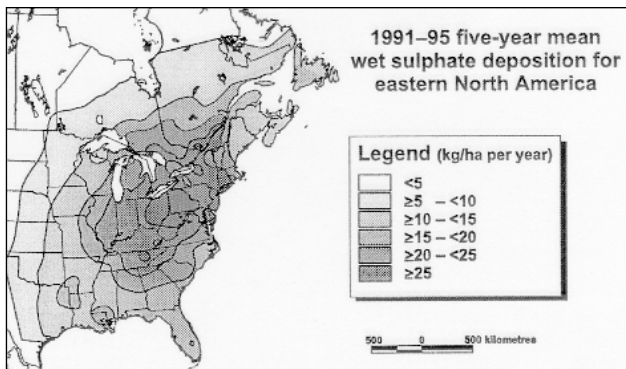 1991–95 five-year mean
wet sulphate deposition for
eastern North America
Legend (kg/ha per year)
<5
≥5 – <10
≥10 – <15
≥15 – <20
≥20 – <25
≥25
500 0 500 kilometres